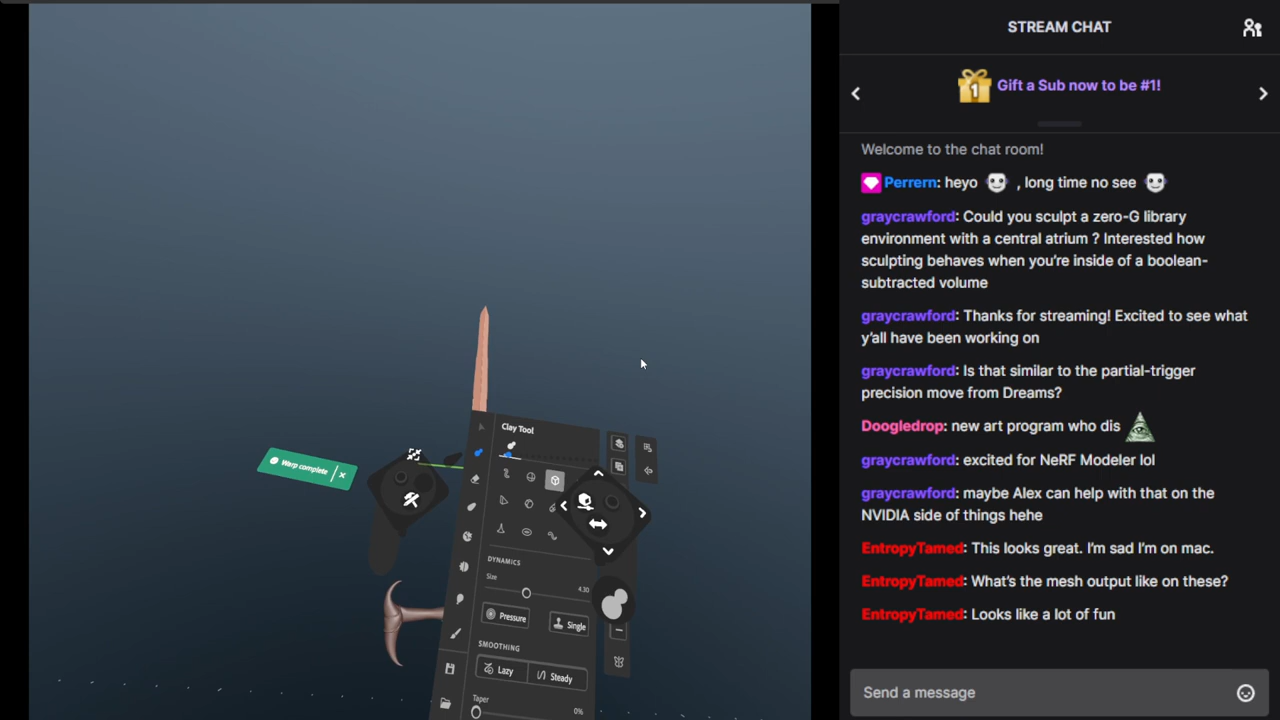 STREAM CHAT
1
Gift a Sub now to be #1!
Welcome to the chat room!
Perrern: heyo , long time no see
graycrawford: Could you sculpt a zero-G library
environment with a central atrium ? Interested how
sculpting behaves when you're inside of a boolean-
subtracted volume
graycrawford: Thanks for streaming! Excited to see what
y'all have been working on
graycrawford: Is that similar to the partial-trigger
precision move from Dreams?
Doogledrop: new art program who dis
graycrawford: excited for NeRF Modeler lol
graycrawford: maybe Alex can help with that on the
NVIDIA side of things hehe
EntropyTamed: This looks great. I'm sad I'm on mac.
EntropyTamed: What's the mesh output like on these?
EntropyTamed: Looks like a lot of fun
Send a message
Clay Tool
Warp complete
DYNAMICS
Size 4.30
Pressure Single
SMOOTHING
Lazy Steady
Taper 0%